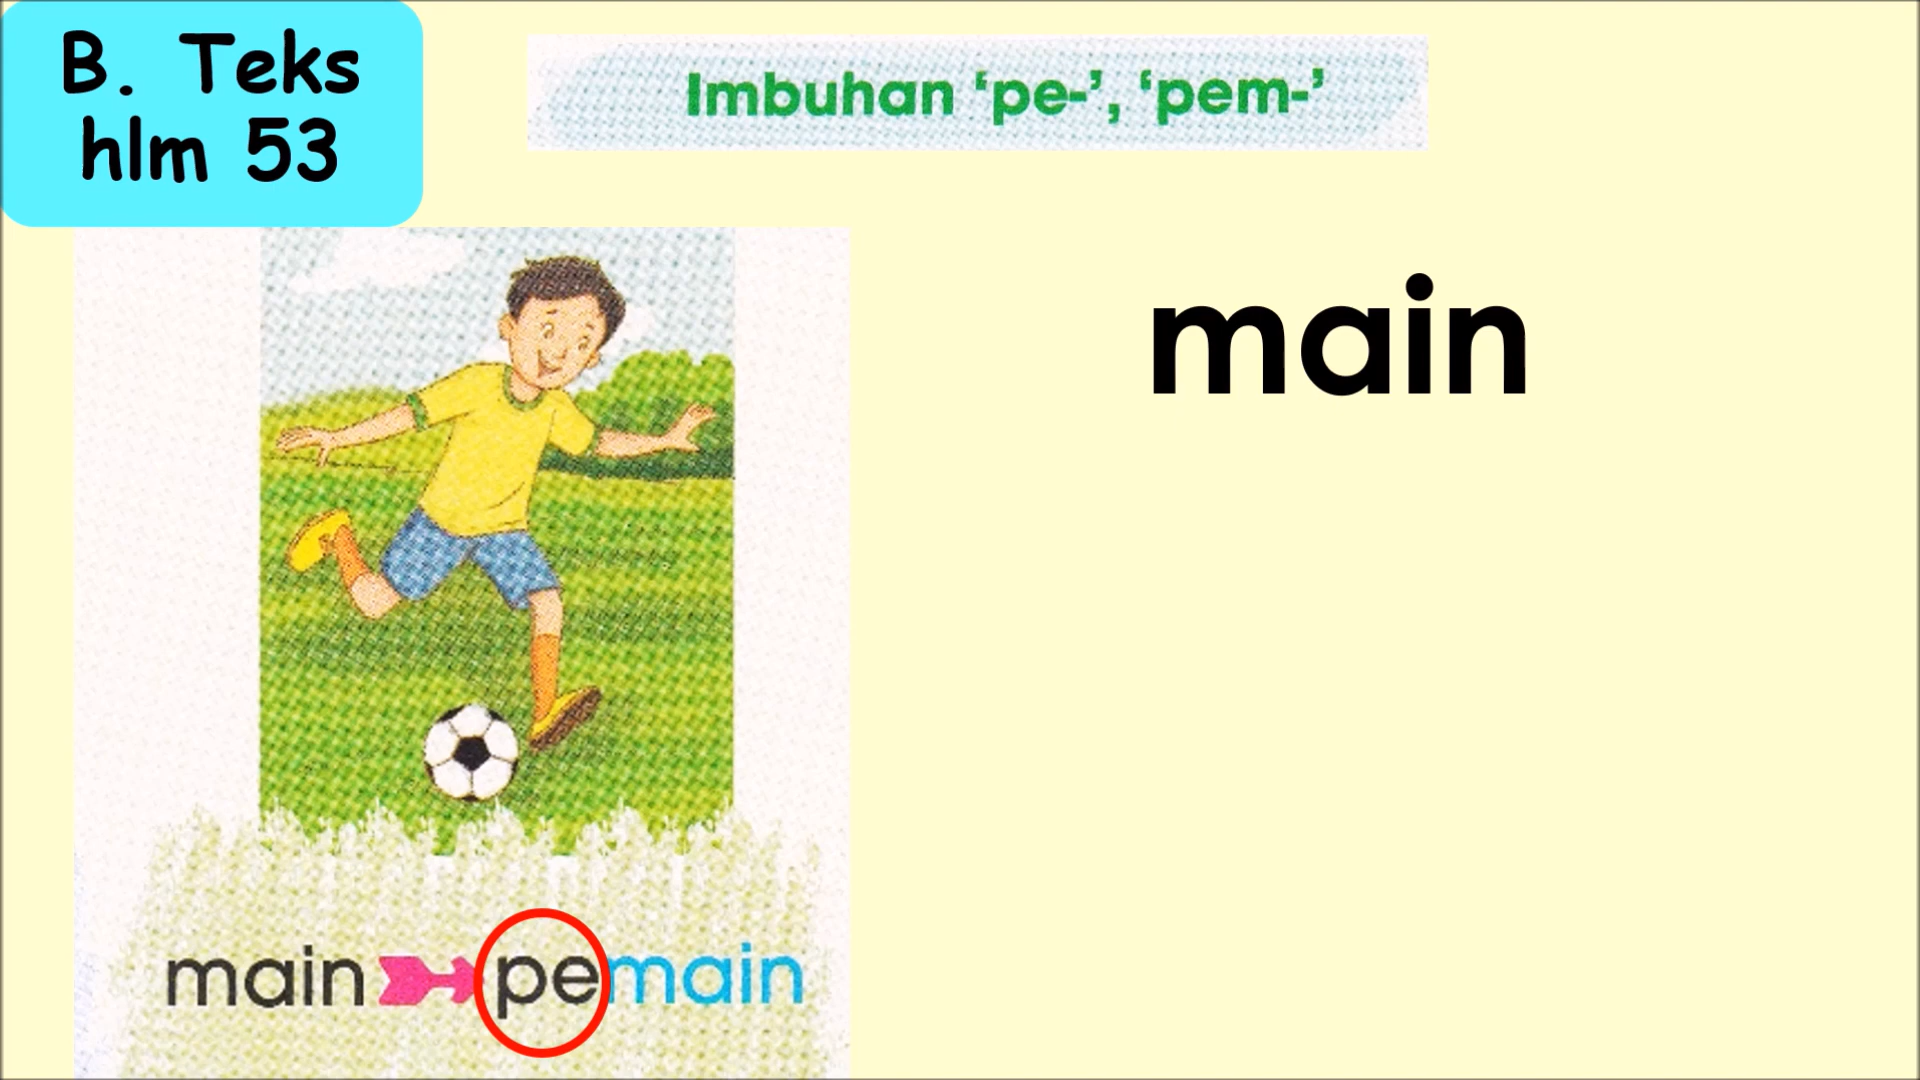 B. Teks
hlm 53
Imbuhan ‘pe-’, ‘pem-’
main
main pemain